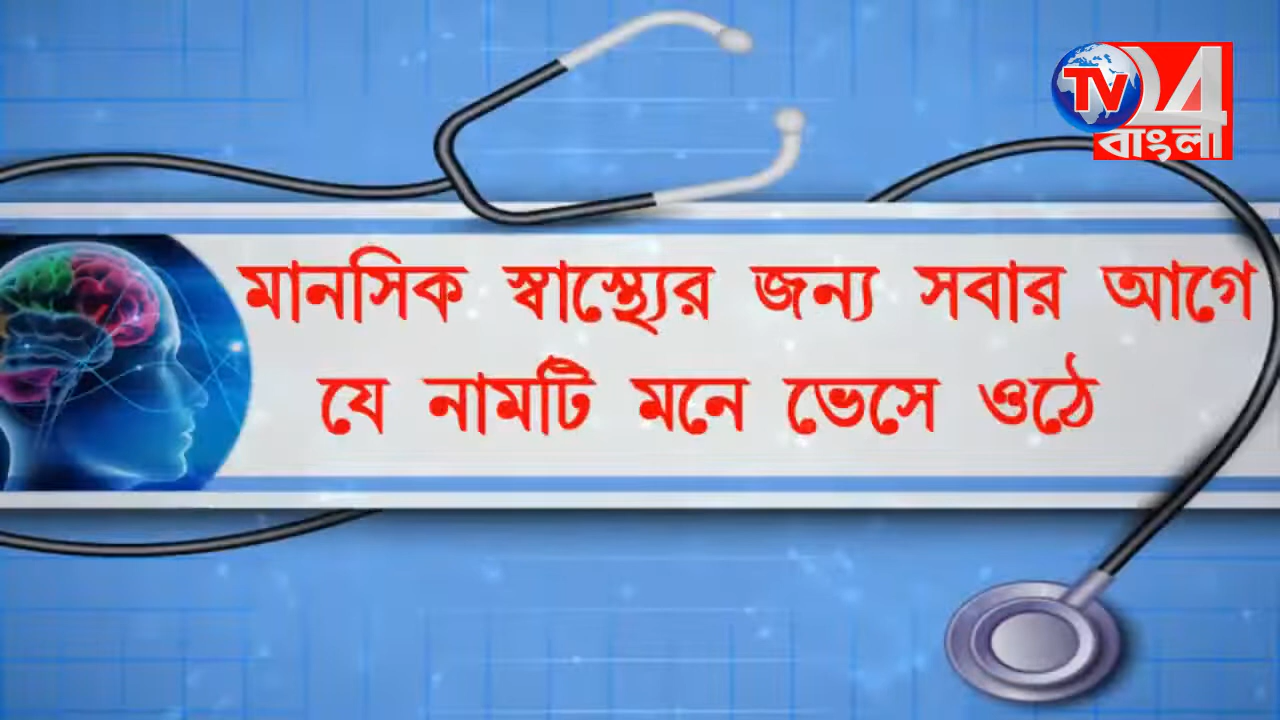 TV 24
বাংলা
মানসিক স্বাস্থ্যের জন্য সবার আগে
যে নামটি মনে ভেসে ওঠে